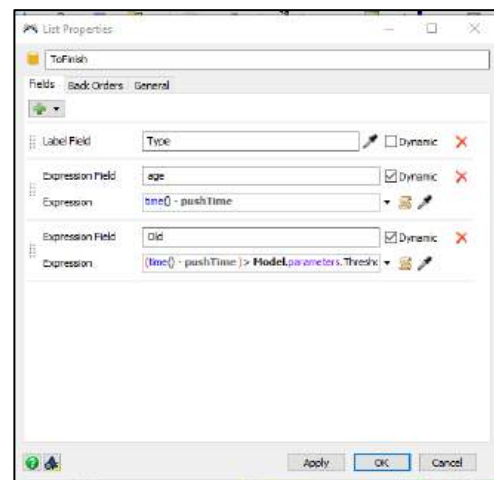 List Properties
ToFinish
Fields Back Orders General
Label Field Type Dynamic
Expression Field age Dynamic
Expression time() - pushTime
Expression Field Old Dynamic
Expression (time() - pushTime )> Model.parameters.Thresho
Apply OK Cancel